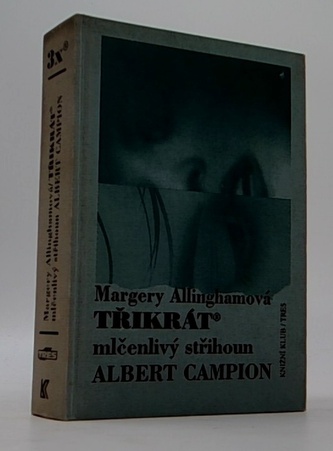 3x®
Margery Allinghamová/TŘIKRÁT®
mlčenlivý střihoun ALBERT CAMPION
TRES
K
Margery Allinghamová
TŘIKRÁT®
mlčenlivý střihoun
ALBERT CAMPION
KNIŽNÍ KLUB/TRES